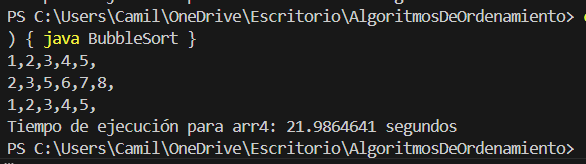 PS C:\Users\Camil\OneDrive\Escritorio\AlgoritmosDeOrdenamiento>
) { java BubbleSort }
1,2,3,4,5,
2,3,5,6,7,8,
1,2,3,4,5,
Tiempo de ejecución para arr4: 21.9864641 segundos
PS C:\Users\Camil\OneDrive\Escritorio\AlgoritmosDeOrdenamiento>